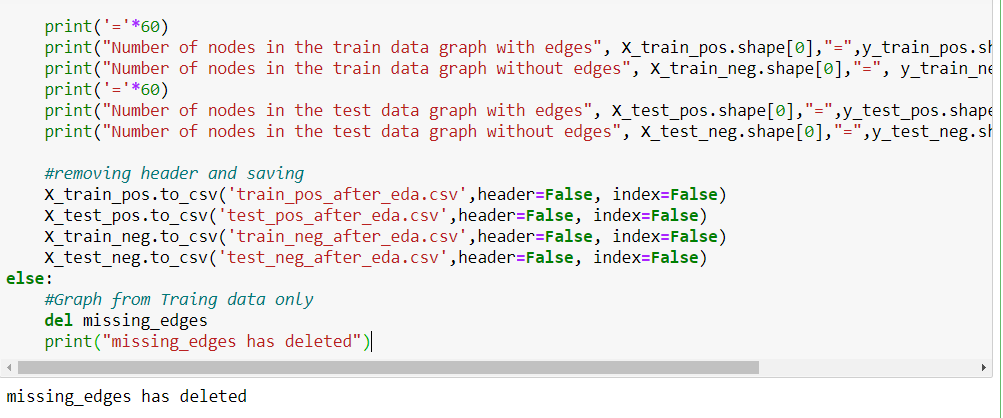 print('='*60)
print("Number of nodes in the train data graph with edges", X_train_pos.shape[0],"=",y_train_pos.sh
print("Number of nodes in the train data graph without edges", X_train_neg.shape[0],"=", y_train_ne
print('='*60)
print("Number of nodes in the test data graph with edges", X_test_pos.shape[0],"=",y_test_pos.shape
print("Number of nodes in the test data graph without edges", X_test_neg.shape[0],"=",y_test_neg.sh
#removing header and saving
X_train_pos.to_csv('train_pos_after_eda.csv',header=False, index=False)
X_test_pos.to_csv('test_pos_after_eda.csv',header=False, index=False)
X_train_neg.to_csv('train_neg_after_eda.csv',header=False, index=False)
X_test_neg.to_csv('test_neg_after_eda.csv',header=False, index=False)
else:
#Graph from Traing data only
del missing_edges
print("missing_edges has deleted")
missing_edges has deleted